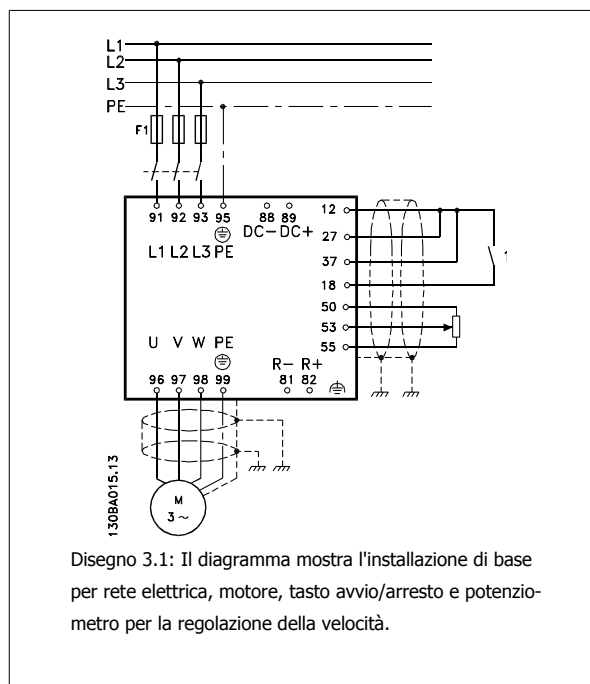 L1
L2
L3
PE
F1
91 92 93 95 88 89
DC- DC+
L1 L2 L3 PE
12
27
37
18
50
53
55
U V W PE
R- R+
96 97 98 99 81 82
M
3 ~
130BA015.13
Disegno 3.1: Il diagramma mostra l'installazione di base
per rete elettrica, motore, tasto avvio/arresto e potenzio-
metro per la regolazione della velocità.